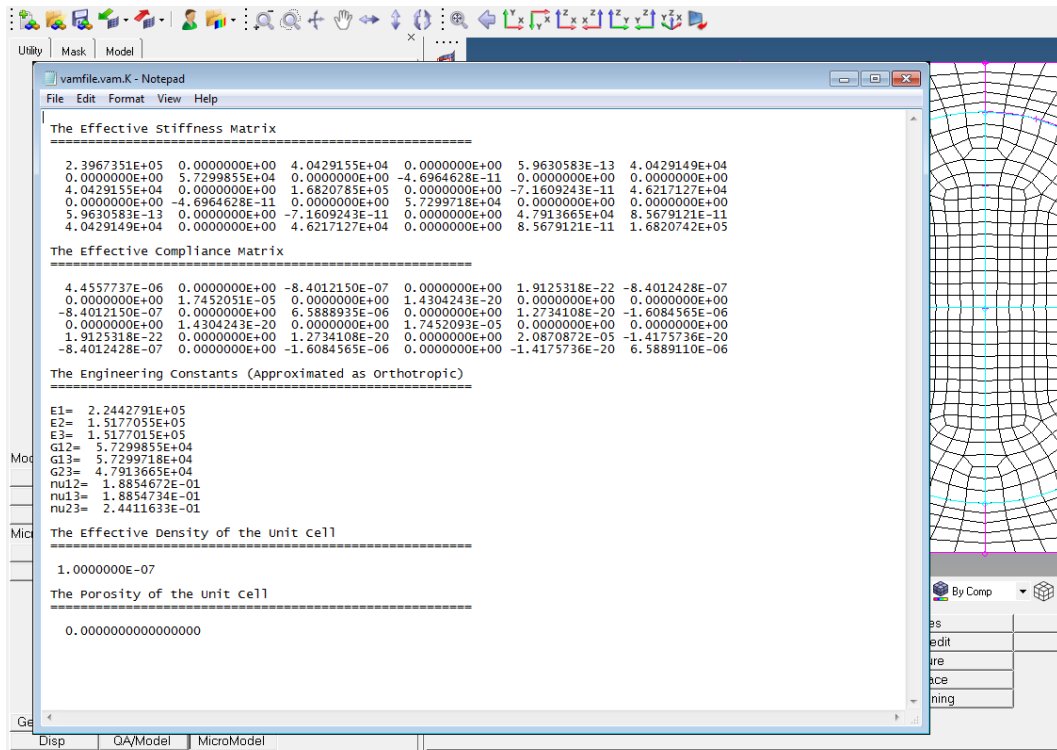 Utility Mask Model
vamfile.vam.K - Notepad
File Edit Format View Help
The Effective Stiffness Matrix
========================================================
2.3967351E+05 0.0000000E+00 4.0429155E+04 0.0000000E+00 5.9630583E-13 4.0429149E+04
0.0000000E+00 5.7299855E+04 0.0000000E+00 -4.6964628E-11 0.0000000E+00 0.0000000E+00
4.0429155E+04 0.0000000E+00 1.6820785E+05 0.0000000E+00 -7.1609243E-11 4.6217127E+04
0.0000000E+00 -4.6964628E-11 0.0000000E+00 5.7299718E+04 0.0000000E+00 0.0000000E+00
5.9630583E-13 0.0000000E+00 -7.1609243E-11 0.0000000E+00 4.7913665E+04 8.5679121E-11
4.0429149E+04 0.0000000E+00 4.6217127E+04 0.0000000E+00 8.5679121E-11 1.6820742E+05
The Effective Compliance Matrix
========================================================
4.4557737E-06 0.0000000E+00 -8.4012150E-07 0.0000000E+00 1.9125318E-22 -8.4012428E-07
0.0000000E+00 1.7452051E-05 0.0000000E+00 1.4304243E-20 0.0000000E+00 0.0000000E+00
-8.4012150E-07 0.0000000E+00 6.5888935E-06 0.0000000E+00 1.2734108E-20 -1.6084565E-06
0.0000000E+00 1.4304243E-20 0.0000000E+00 1.7452093E-05 0.0000000E+00 0.0000000E+00
1.9125318E-22 0.0000000E+00 1.2734108E-20 0.0000000E+00 2.0870872E-05 -1.4175736E-20
-8.4012428E-07 0.0000000E+00 -1.6084565E-06 0.0000000E+00 -1.4175736E-20 6.5889110E-06
The Engineering Constants (Approximated as Orthotropic)
========================================================
E1= 2.2442791E+05
E2= 1.5177055E+05
E3= 1.5177015E+05
G12= 5.7299855E+04
G13= 5.7299718E+04
G23= 4.7913665E+04
nu12= 1.8854672E-01
nu13= 1.8854734E-01
nu23= 2.4411633E-01
The Effective Density of the Unit Cell
========================================================
1.0000000E-07
The Porosity of the Unit Cell
========================================================
0.0000000000000000
By Comp
Disp QA/Model MicroModel